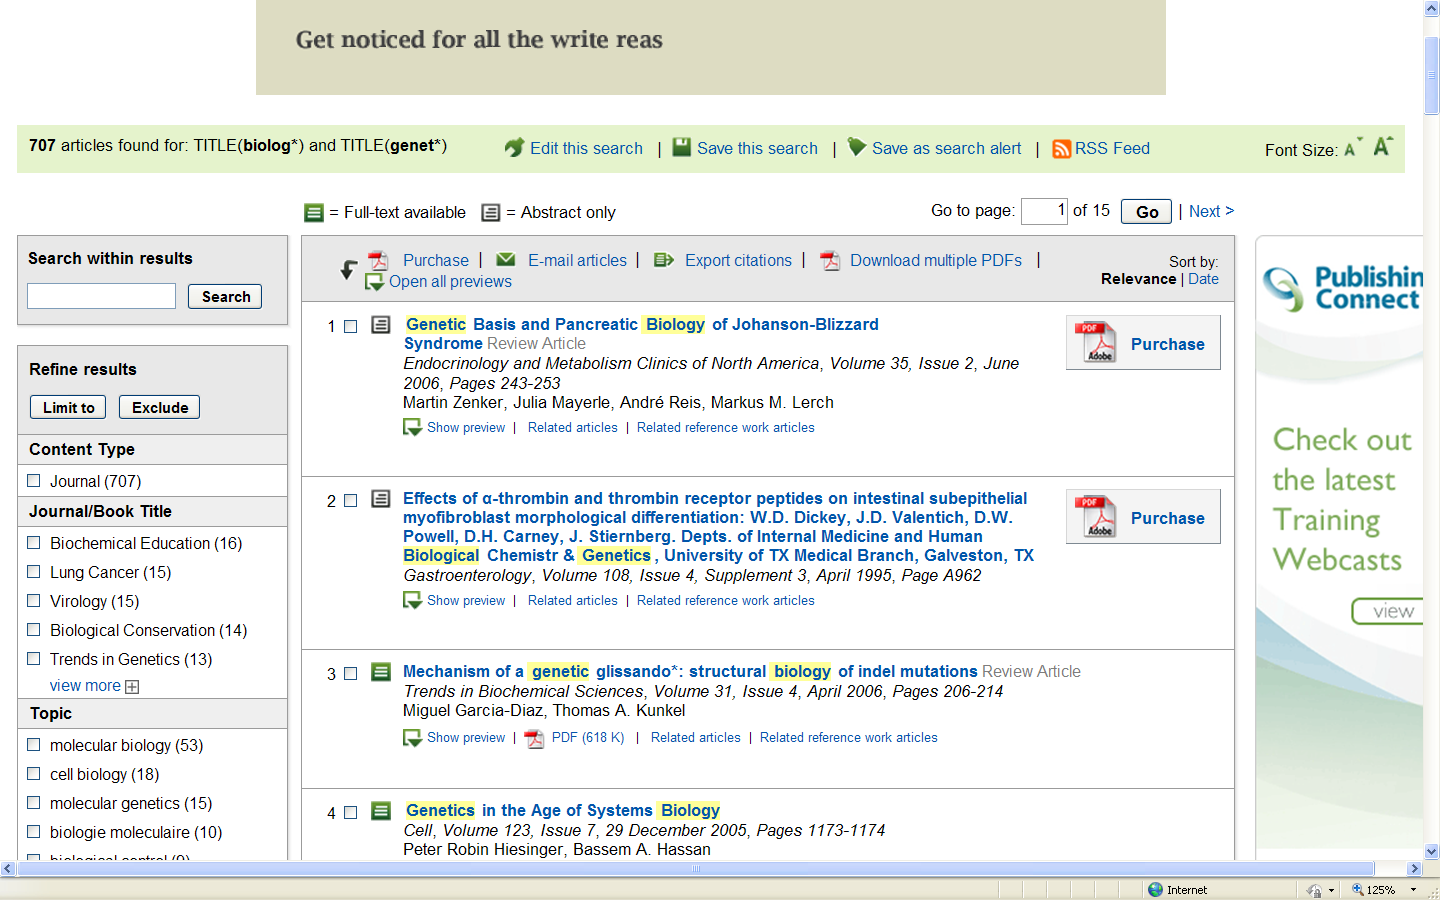 Get noticed for all the write reas
707 articles found for: TITLE(biolog*) and TITLE(genet*)
Edit this search | Save this search | Save as search alert | RSS Feed
Font Size: A A
= Full-text available = Abstract only
Go to page: 1 of 15 Go | Next >
Search within results
Search
Refine results
Limit to Exclude
Content Type
Journal (707)
Journal/Book Title
Biochemical Education (16)
Lung Cancer (15)
Virology (15)
Biological Conservation (14)
Trends in Genetics (13)
view more
Topic
molecular biology (53)
cell biology (18)
molecular genetics (15)
biologie moleculaire (10)
biological control (9)
Purchase | E-mail articles | Export citations | Download multiple PDFs |
Open all previews
Sort by:
Relevance | Date
1 Genetic Basis and Pancreatic Biology of Johanson-Blizzard
Syndrome Review Article
Endocrinology and Metabolism Clinics of North America, Volume 35, Issue 2, June
2006, Pages 243-253
Martin Zenker, Julia Mayerle, André Reis, Markus M. Lerch
Show preview | Related articles | Related reference work articles
PDF Adobe Purchase
2 Effects of α-thrombin and thrombin receptor peptides on intestinal subepithelial
myofibroblast morphological differentiation: W.D. Dickey, J.D. Valentich, D.W.
Powell, D.H. Carney, J. Stiernberg. Depts. of Internal Medicine and Human
Biological Chemistr & Genetics, University of TX Medical Branch, Galveston, TX
Gastroenterology, Volume 108, Issue 4, Supplement 3, April 1995, Page A962
Show preview | Related articles | Related reference work articles
PDF Adobe Purchase
3 Mechanism of a genetic glissando*: structural biology of indel mutations Review Article
Trends in Biochemical Sciences, Volume 31, Issue 4, April 2006, Pages 206-214
Miguel Garcia-Diaz, Thomas A. Kunkel
Show preview | PDF (618 K) | Related articles | Related reference work articles
4 Genetics in the Age of Systems Biology
Cell, Volume 123, Issue 7, 29 December 2005, Pages 1173-1174
Peter Robin Hiesinger, Bassem A. Hassan
Publishin
Connect
Check out
the latest
Training
Webcasts
view
Internet
125%